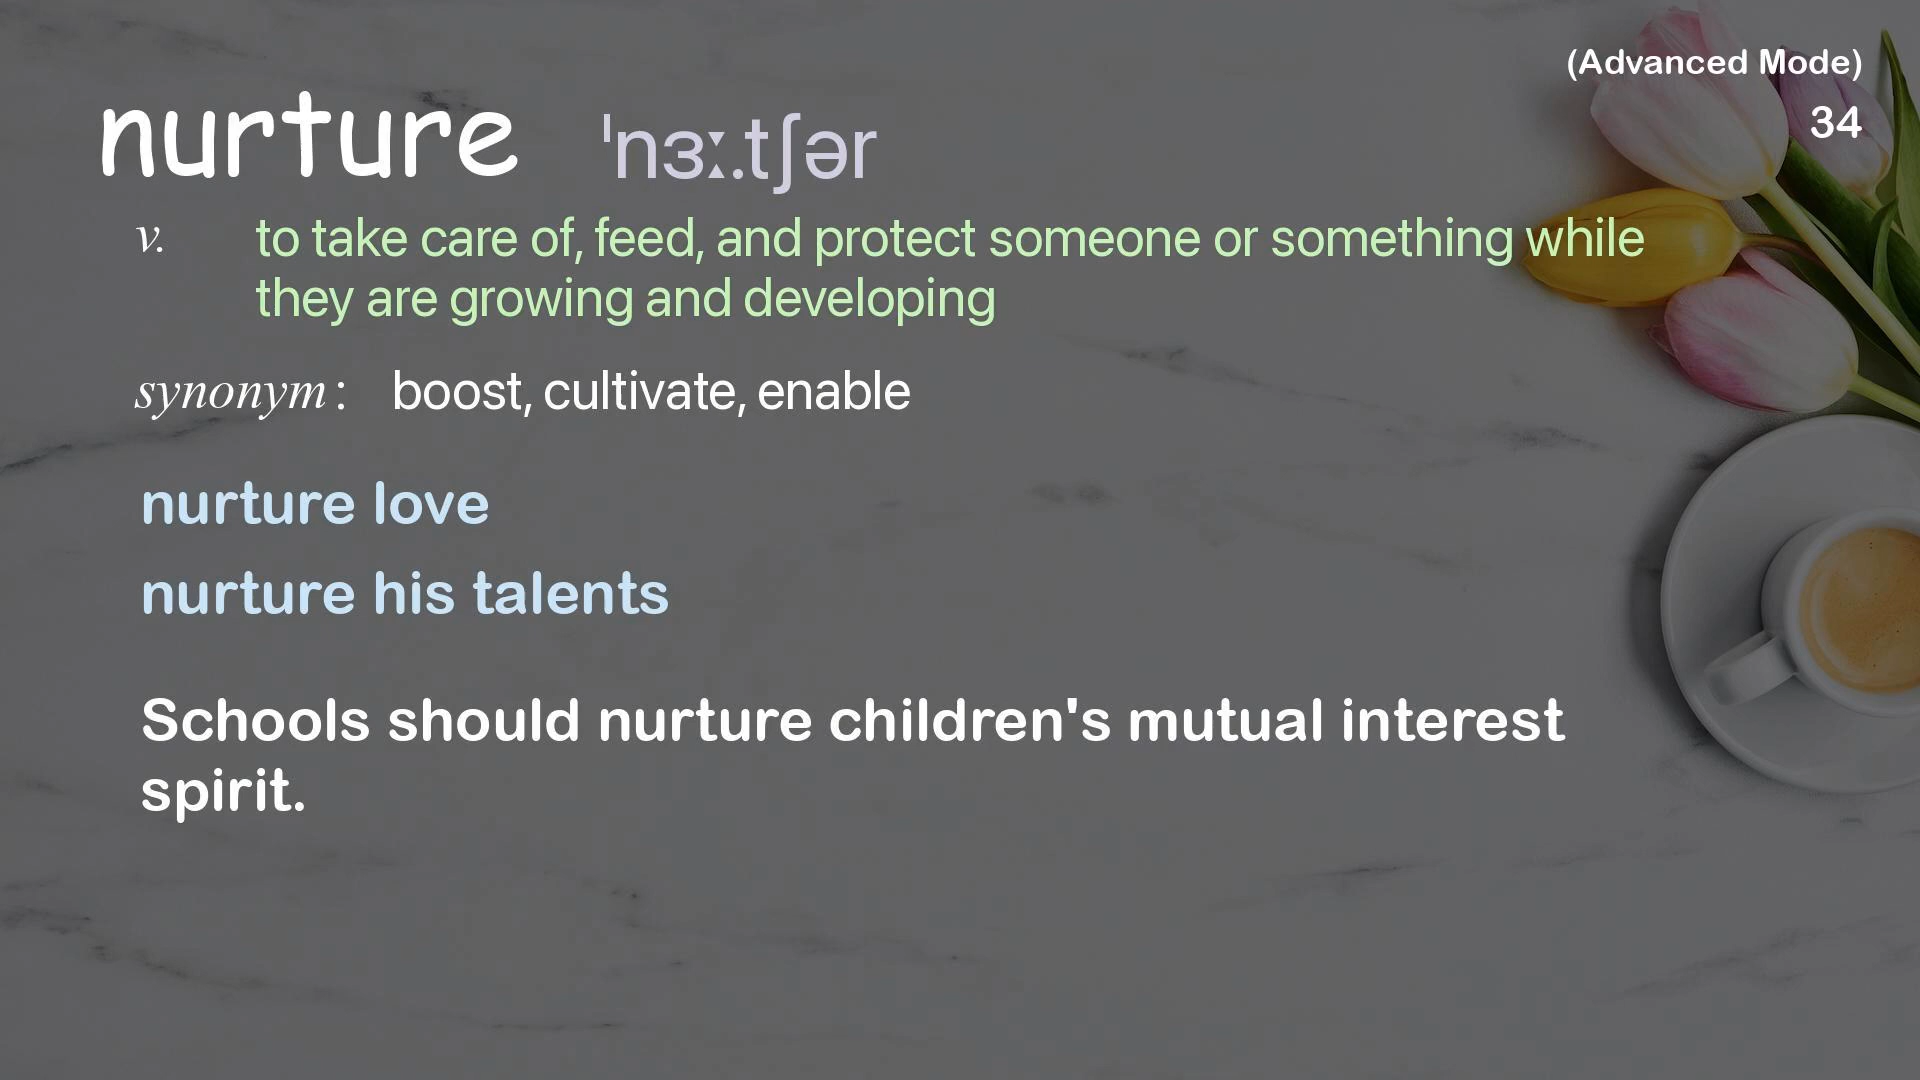 (Advanced Mode)
34
nurture ˈnɜː.tʃər
v. to take care of, feed, and protect someone or something while
they are growing and developing
synonym: boost, cultivate, enable
nurture love
nurture his talents
Schools should nurture children's mutual interest
spirit.